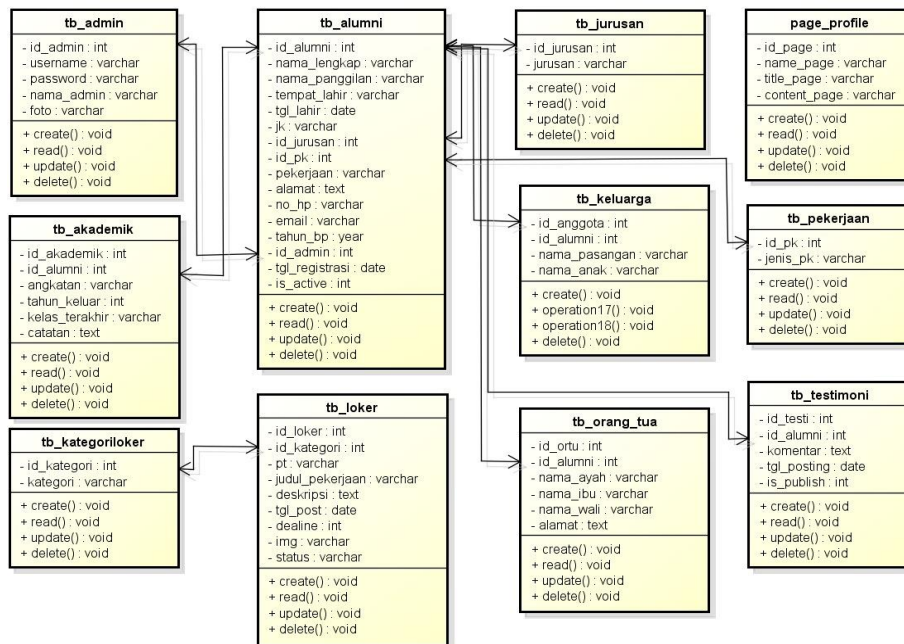 tb_admin
- id_admin : int
- username : varchar
- password : varchar
- nama_admin : varchar
- foto : varchar
+ create() : void
+ read() : void
+ update() : void
+ delete() : void
tb_alumni
- id_alumni : int
- nama_lengkap : varchar
- nama_panggilan : varchar
- tempat_lahir : varchar
- tgl_lahir : date
- jk : varchar
- id_jurusan : int
- id_pk : int
- pekerjaan : varchar
- alamat : text
- no_hp : varchar
- email : varchar
- tahun_bp : year
- id_admin : int
- tgl_registrasi : date
- is_active : int
+ create() : void
+ read() : void
+ update() : void
+ delete() : void
tb_jurusan
- id_jurusan : int
- jurusan : varchar
+ create() : void
+ read() : void
+ update() : void
+ delete() : void
page_profile
- id_page : int
- name_page : varchar
- title_page : varchar
- content_page : varchar
+ create() : void
+ read() : void
+ update() : void
+ delete() : void
tb_akademik
- id_akademik : int
- id_alumni : int
- angkatan : varchar
- tahun_keluar : int
- kelas_terakhir : varchar
- catatan : text
+ create() : void
+ read() : void
+ update() : void
+ delete() : void
tb_keluarga
- id_anggota : int
- id_alumni : int
- nama_pasangan : varchar
- nama_anak : varchar
+ create() : void
+ operation17() : void
+ operation18() : void
+ delete() : void
tb_pekerjaan
- id_pk : int
- jenis_pk : varchar
+ create() : void
+ read() : void
+ update() : void
+ delete() : void
tb_kategoriloker
- id_kategori : int
- kategori : varchar
+ create() : void
+ read() : void
+ update() : void
+ delete() : void
tb_loker
- id_loker : int
- id_kategori : int
- pt : varchar
- judul_pekerjaan : varchar
- deskripsi : text
- tgl_post : date
- dealine : int
- img : varchar
- status : varchar
+ create() : void
+ read() : void
+ update() : void
+ delete() : void
tb_orang_tua
- id_ortu : int
- id_alumni : int
- nama_ayah : varchar
- nama_ibu : varchar
- nama_wali : varchar
- alamat : text
+ create() : void
+ read() : void
+ update() : void
+ delete() : void
tb_testimoni
- id_testi : int
- id_alumni : int
- komentar : text
- tgl_posting : date
- is_publish : int
+ create() : void
+ read() : void
+ update() : void
+ delete() : void